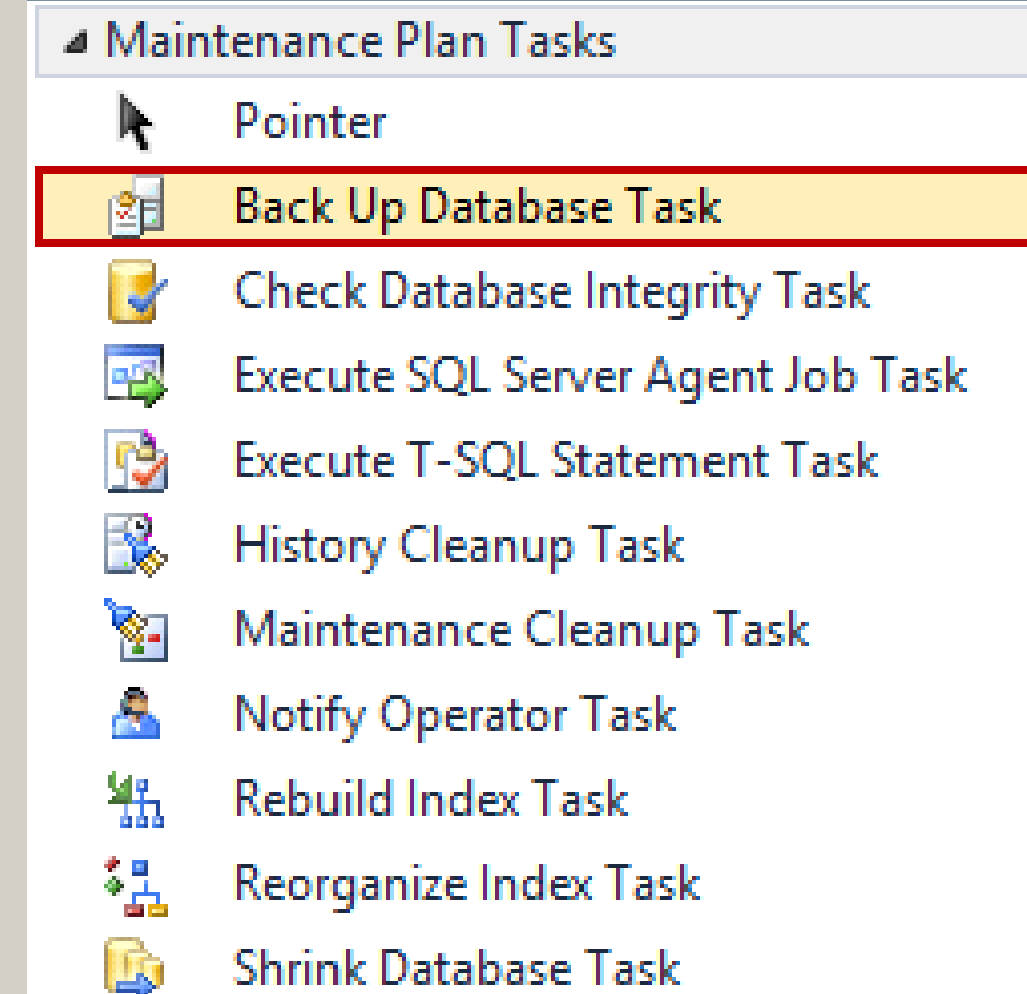 Maintenance Plan Tasks
Pointer
Back Up Database Task
Check Database Integrity Task
Execute SQL Server Agent Job Task
Execute T-SQL Statement Task
History Cleanup Task
Maintenance Cleanup Task
Notify Operator Task
Rebuild Index Task
Reorganize Index Task
Shrink Database Task